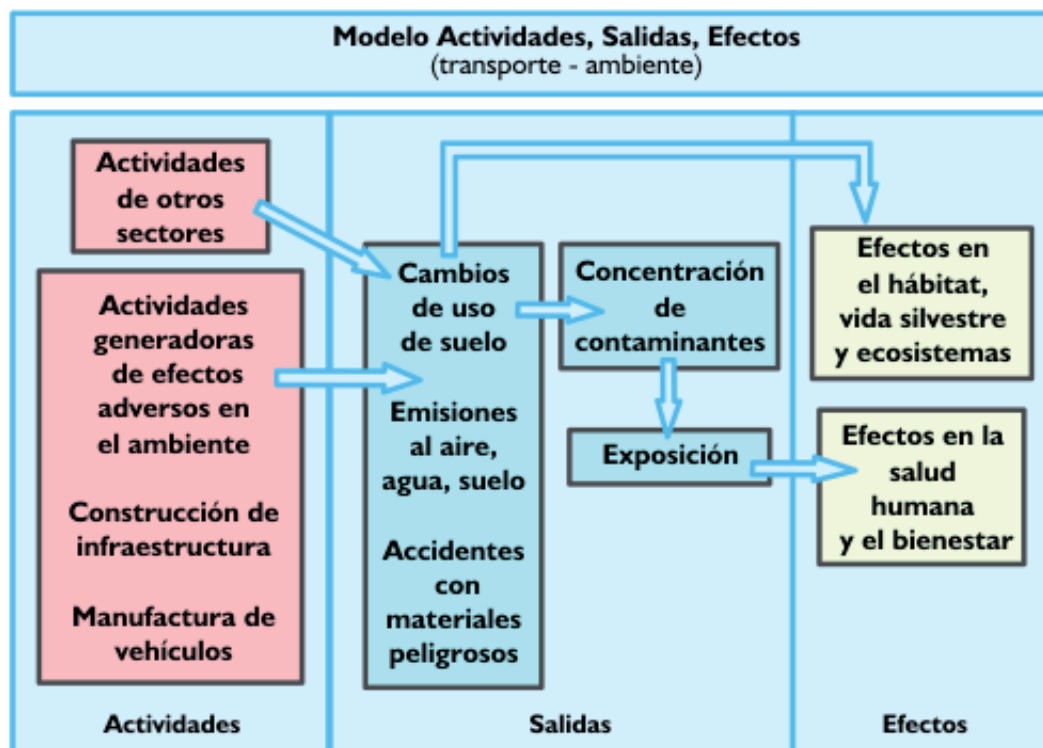 Modelo Actividades, Salidas, Efectos
(transporte - ambiente)
Actividades
de otros
sectores
Actividades
generadoras
de efectos
adversos en
el ambiente
Construcción de
infraestructura
Manufactura de
vehículos
Actividades
Cambios
de uso
de suelo
Emisiones
al aire,
agua, suelo
Accidentes
con
materiales
peligrosos
Concentración
de
contaminantes
Exposición
Salidas
Efectos en
el hábitat,
vida silvestre
y ecosistemas
Efectos en la
salud
humana
y el bienestar
Efectos